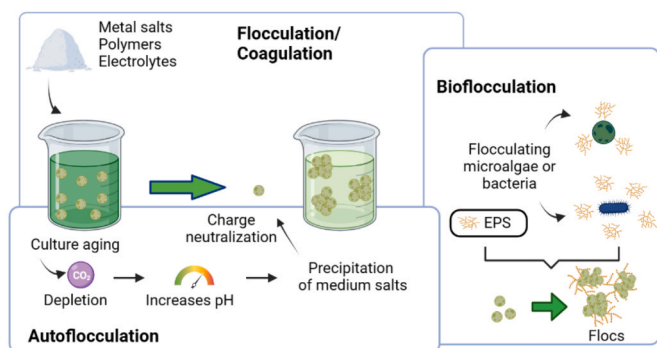 Metal salts
Polymers
Electrolytes
Flocculation/
Coagulation
Charge
neutralization
Culture aging
CO₂
Depletion
Increases pH
Precipitation
of medium salts
Autoflocculation
Bioflocculation
Flocculating
microalgae or
bacteria
EPS
Flocs